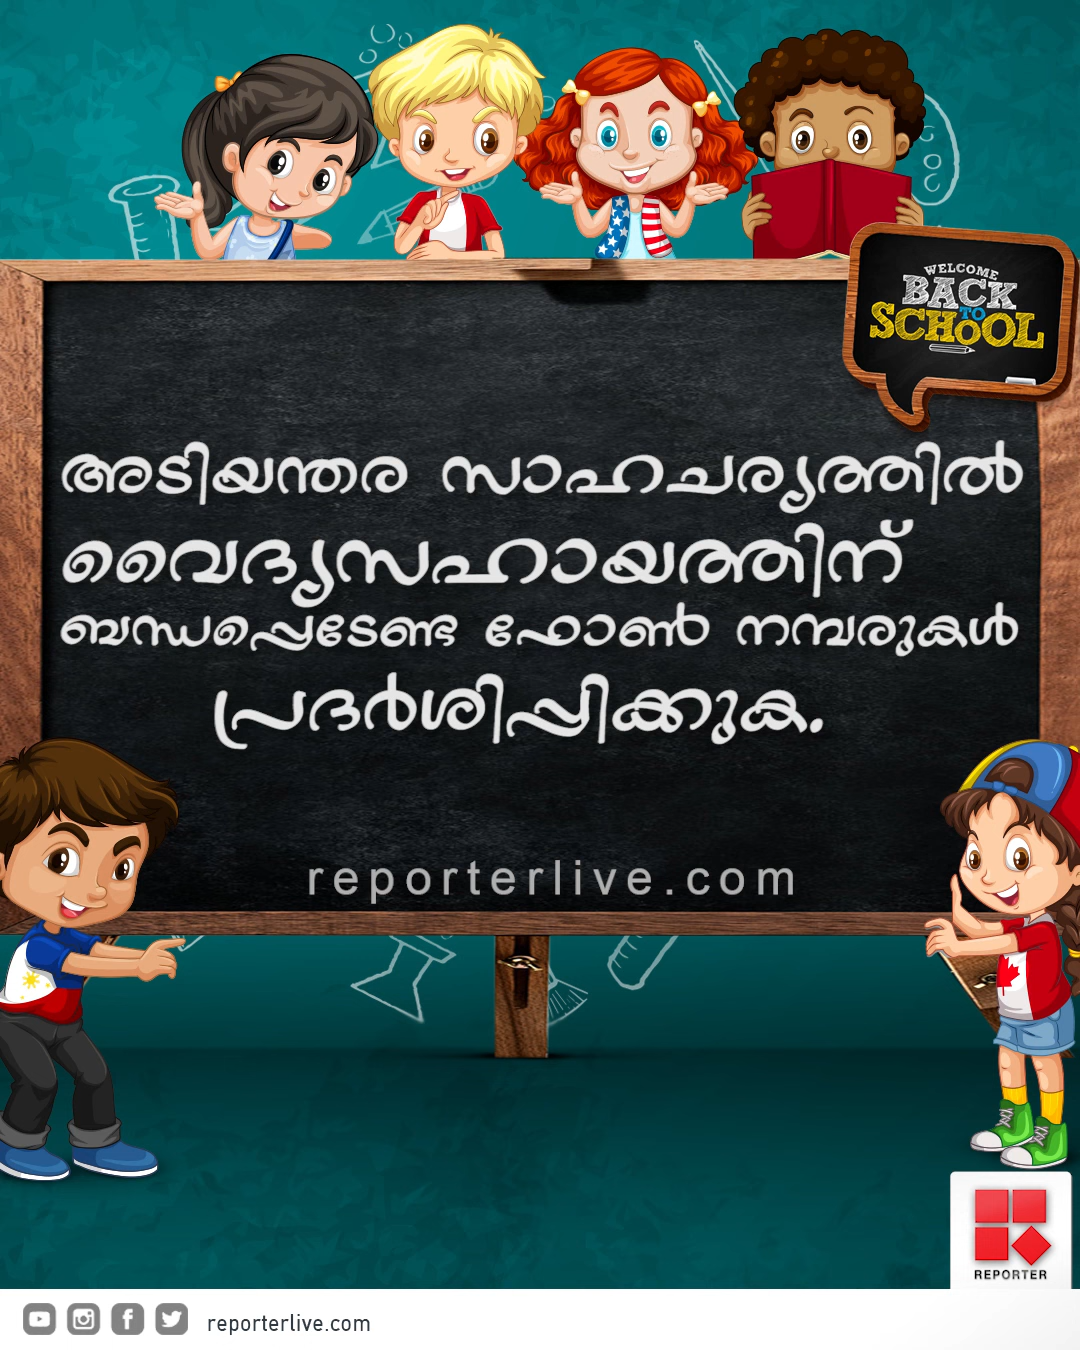 WELCOME
BACK
TO
SCHOOL
അടിയന്തര സാഹചര്യത്തിൽ
വൈദ്യസഹായത്തിന്
ബന്ധപ്പെടേണ്ട ഫോൺ നമ്പരുകൾ
പ്രദർശിപ്പിക്കുക.
reporterlive.com
REPORTER
reporterlive.com